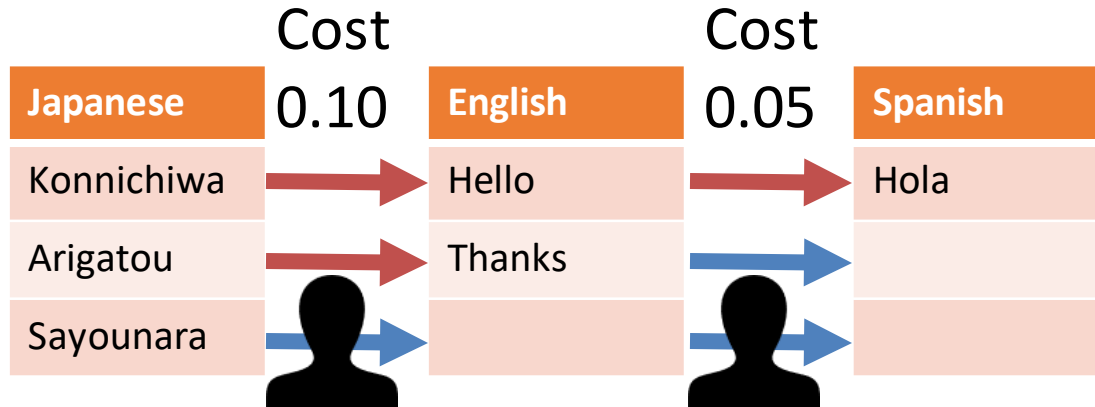 Cost Cost
Japanese 0.10 English 0.05 Spanish
Konnichiwa Hello Hola
Arigatou Thanks
Sayounara